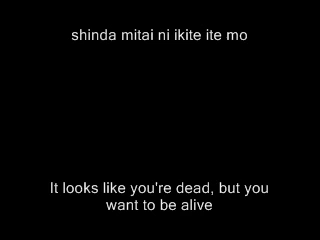 shinda mitai ni ikite ite mo
It looks like you're dead, but you
want to be alive